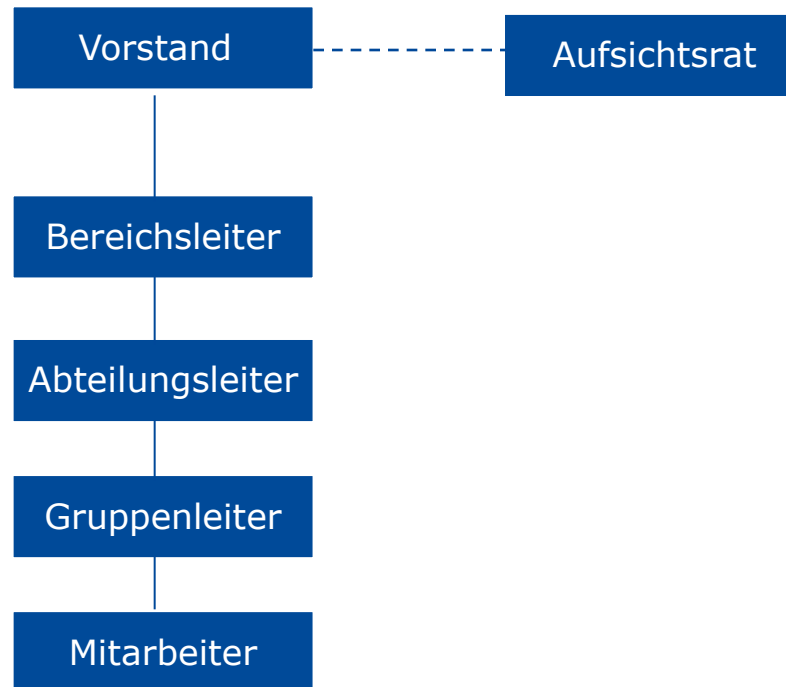 Vorstand
Aufsichtsrat
Bereichsleiter
Abteilungsleiter
Gruppenleiter
Mitarbeiter